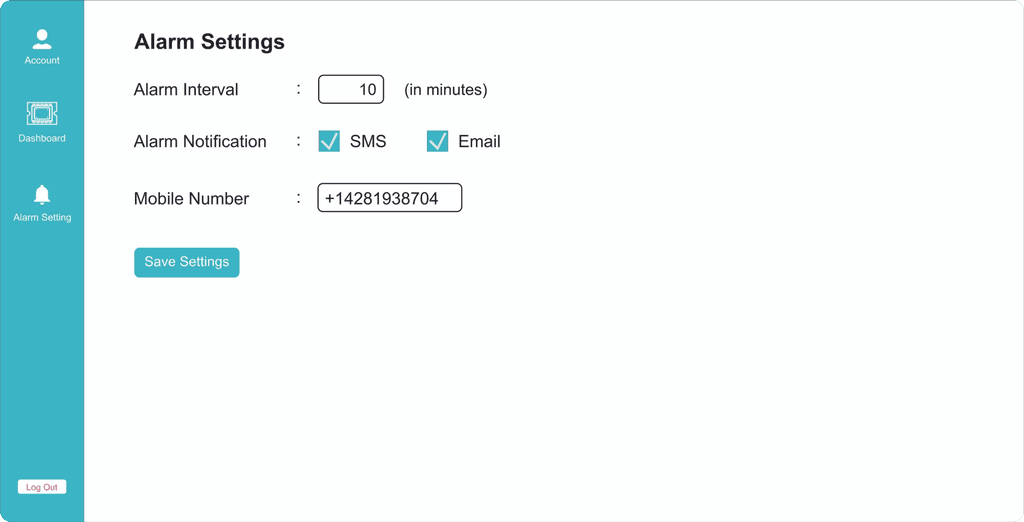 Account
Dashboard
Alarm Setting
Log Out
Alarm Settings
Alarm Interval : 10 (in minutes)
Alarm Notification : SMS Email
Mobile Number : +14281938704
Save Settings